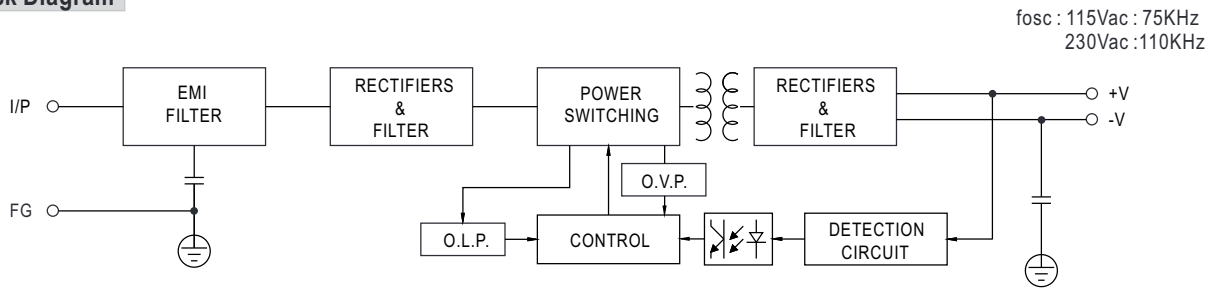 k Diagram
fosc : 115Vac : 75KHz
230Vac :110KHz
I/P
EMI
FILTER
RECTIFIERS
&
FILTER
POWER
SWITCHING
RECTIFIERS
&
FILTER
+V
-V
O.V.P.
FG
O.L.P.
CONTROL
DETECTION
CIRCUIT